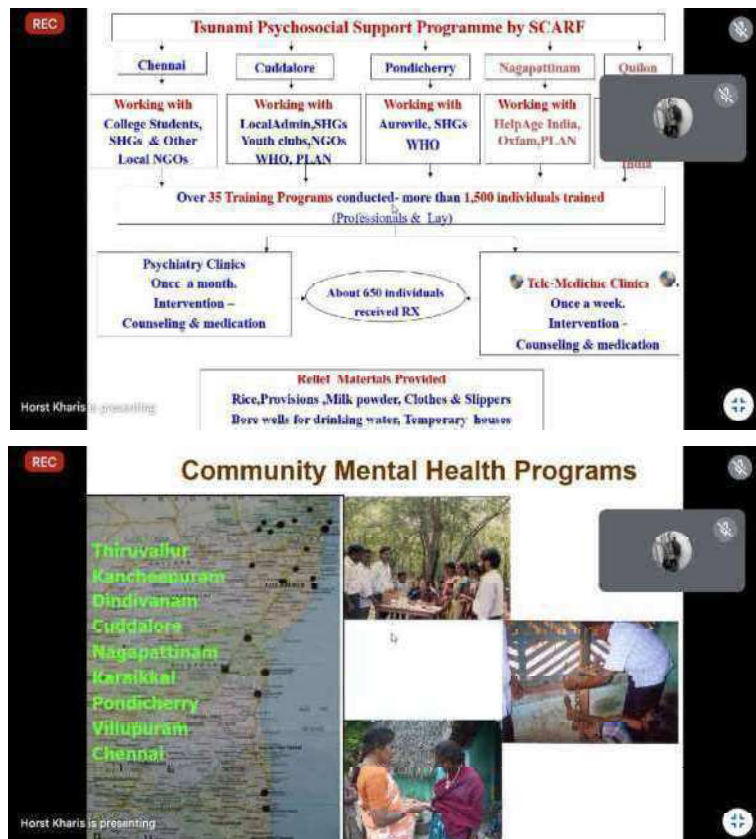 REC
Tsunami Psychosocial Support Programme by SCARF
Chennai
Cuddalore
Pondicherry
Nagapattinam
Quilon
Working with
College Students,
SHGs & Other
Local NGOs
Working with
LocalAdmin,SHGs
Youth clubs,NGOs
WHO, PLAN
Working with
Aurovile, SHGs
WHO
Working with
HelpAge India,
Oxfam,PLAN
India
Over 35 Training Programs conducted- more than 1,500 individuals trained
(Professionals & Lay)
Psychiatry Clinics
Once a month.
Intervention –
Counseling & medication
About 650 individuals
received RX
Tele-Medicine Clinics
Once a week.
Intervention -
Counseling & medication
Relief Materials Provided
Rice,Provisions ,Milk powder, Clothes & Slippers
Bore wells for drinking water, Temporary houses
Horst Kharis is presenting
REC
Community Mental Health Programs
Thiruvallur
Kancheepuram
Dindivanam
Cuddalore
Nagapattinam
Karaikkal
Pondicherry
Villupuram
Chennai
Horst Kharis is presenting